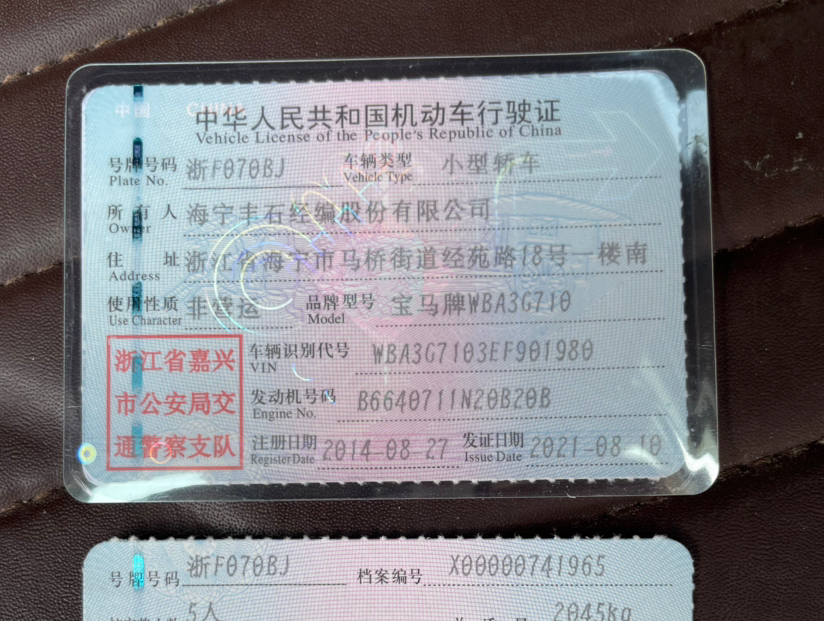 中国 CHINA
中华人民共和国机动车行驶证
Vehicle License of the People's Republic of China
号牌号码 浙F070BJ 车辆类型 小型轿车
Plate No. Vehicle Type
所有人 海宁丰石经编股份有限公司
Owner
住址 浙江省海宁市马桥街道经苑路18号一楼南
Address
使用性质 非营运 品牌型号 宝马牌WBA3G710
Use Character Model
浙江省嘉兴
市公安局交
通警察支队
车辆识别代号 WBA3G7103EF901980
VIN
发动机号码 B6640711N20B20B
Engine No.
注册日期 2014-08-27 发证日期 2021-08-10
Register Date Issue Date
号牌号码 浙F070BJ 档案编号 X00000741965
5人 2045kg